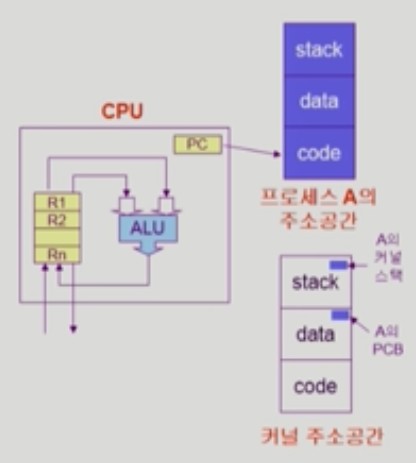 stack
data
code
프로세스 A의
주소공간
CPU
PC
R1
R2
Rn
ALU
stack
data
code
A의
커널
스택
A의
PCB
커널 주소공간